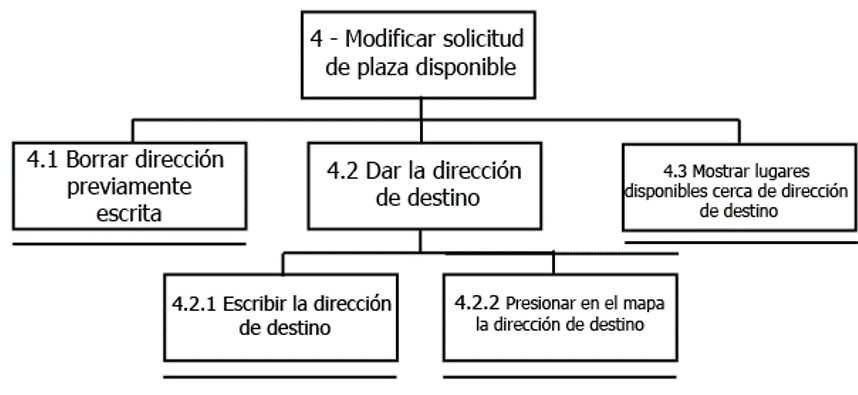 4 - Modificar solicitud
de plaza disponible
4.1 Borrar dirección
previamente
escrita
4.2 Dar la dirección
de destino
4.3 Mostrar lugares
disponibles cerca de dirección
de destino
4.2.1 Escribir la dirección
de destino
4.2.2 Presionar en el mapa
la dirección de destino